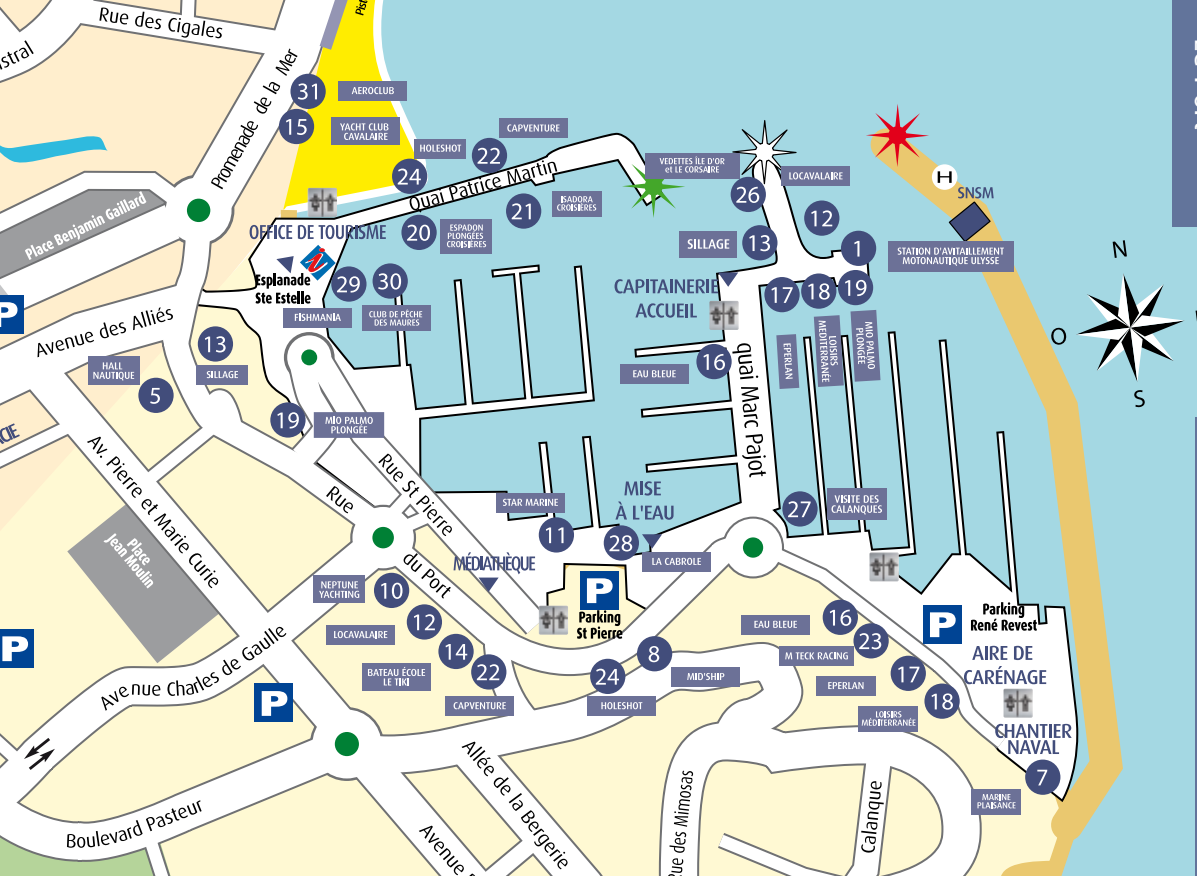 Rue des Cigales
Promenade de la Mer
31
AEROCLUB
15
YACHT CLUB
CAVALAIRE
HOLESHOT
24
22
CAPVENTURE
Quai Patrice Martin
20
ESPADON
PLONGÉES
CROISIÈRES
21
ISADORA
CROISIÈRES
VEDETTES ÎLE D'OR
et LE CORSAIRE
26
LOCAVALAIRE
12
H
SNSM
1
STATION D'AVITAILLEMENT
MOTONAUTIQUE ULYSSE
SILLAGE
13
CAPITAINERIE
ACCUEIL
17
18
19
EPERLAN
LOISIRS
MEDITERRANÉE
MIO PALMO
PLONGÉE
N
O
S
Place Benjamin Gaillard
OFFICE DE TOURISME
Esplanade
Ste Estelle
29
30
FISHMANIA
CLUB DE PÊCHE
DES MAURES
P
Avenue des Alliés
13
SILLAGE
HALL
NAUTIQUE
5
19
MIO PALMO
PLONGÉE
EAU BLEUE
16
quai Marc Pajot
Av. Pierre et Marie Curie
Rue St Pierre
Rue
du Port
Place
Jean Moulin
STAR MARINE
11
MISE
À L'EAU
28
LA CABROLE
27
VISITE DES
CALANQUES
MÉDIATHÈQUE
P
Parking
St Pierre
NEPTUNE
YACHTING
10
LOCAVALAIRE
12
BATEAU ÉCOLE
LE TIKI
14
22
CAPVENTURE
24
HOLESHOT
8
MID'SHIP
EAU BLEUE
16
M TECK RACING
23
EPERLAN
17
LOISIRS
MÉDITERRANÉE
18
P
Parking
René Revest
AIRE DE
CARÉNAGE
CHANTIER
NAVAL
7
MARINE
PLAISANCE
P
Avenue Charles de Gaulle
P
Boulevard Pasteur
Allée de la Bergerie
Avenue
Rue des Mimosas
Calanque